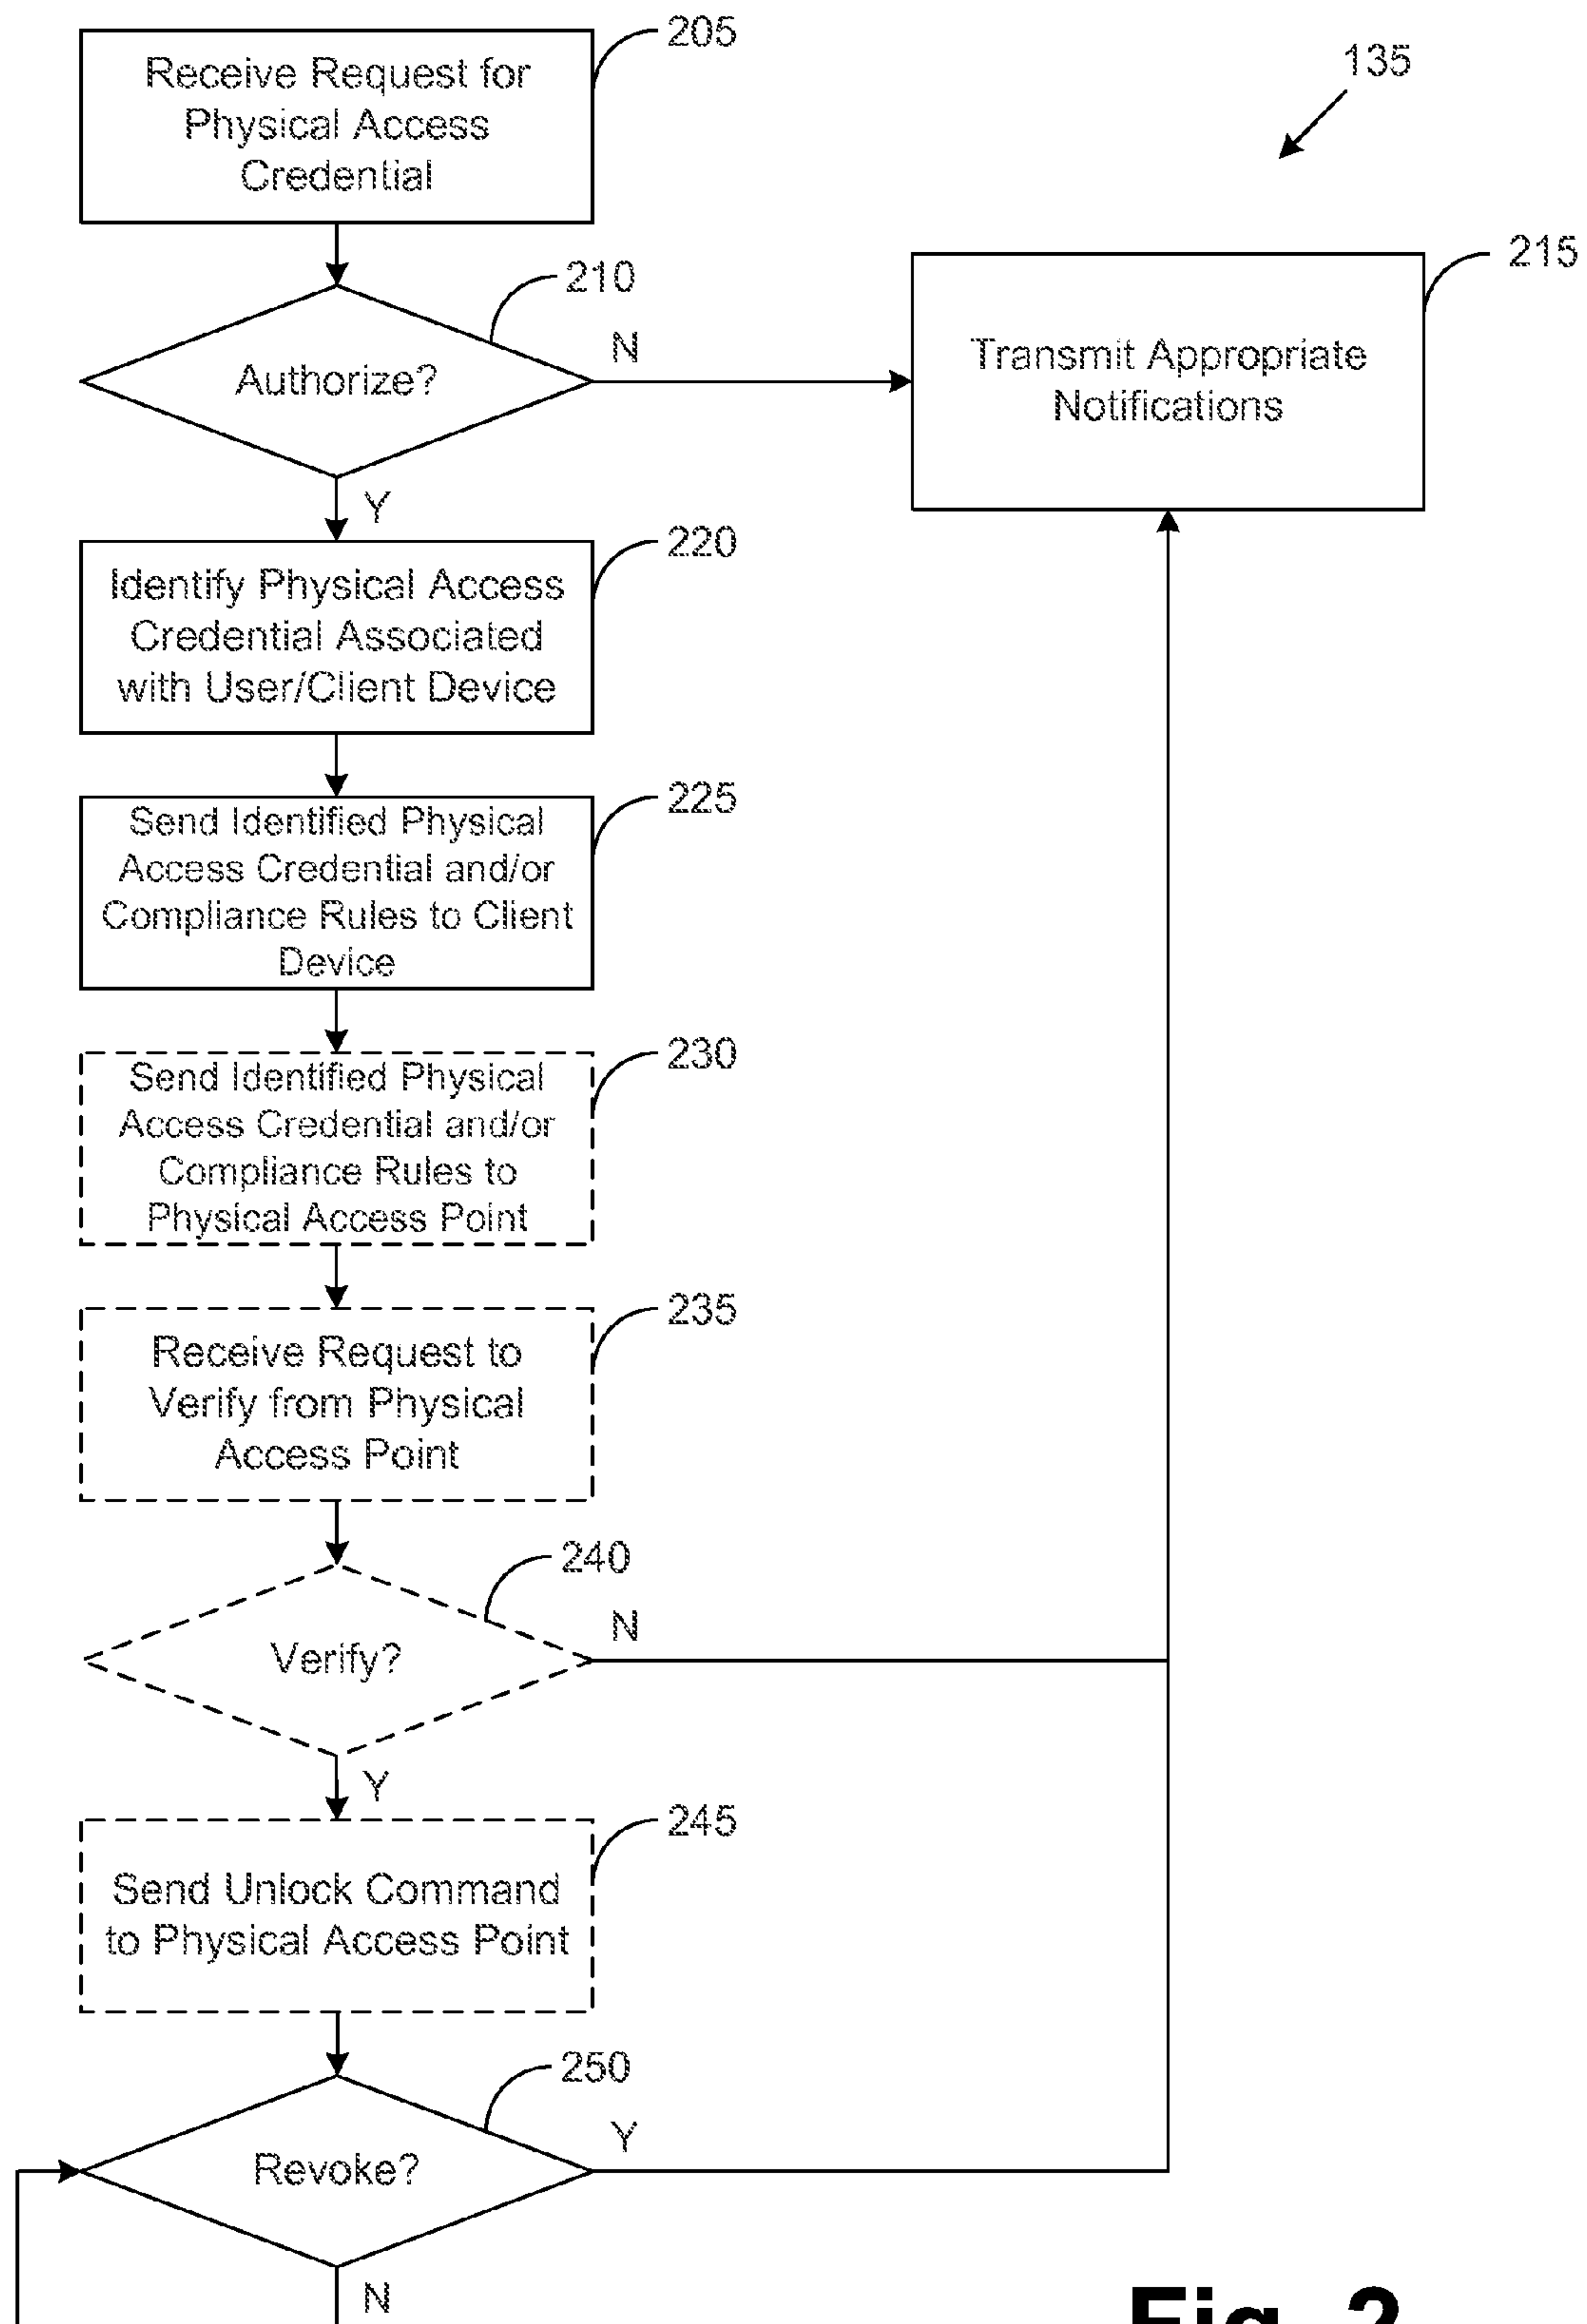 205
Receive Request for
Physical Access
Credential
135
210
Authorize?
N
Y
215
Transmit Appropriate
Notifications
220
Identify Physical Access
Credential Associated
with User/Client Device
225
Send Identified Physical
Access Credential and/or
Compliance Rules to Client
Device
230
Send Identified Physical
Access Credential and/or
Compliance Rules to
Physical Access Point
235
Receive Request to
Verify from Physical
Access Point
240
Verify?
N
Y
245
Send Unlock Command
to Physical Access Point
250
Revoke?
Y
N
Fig. 2